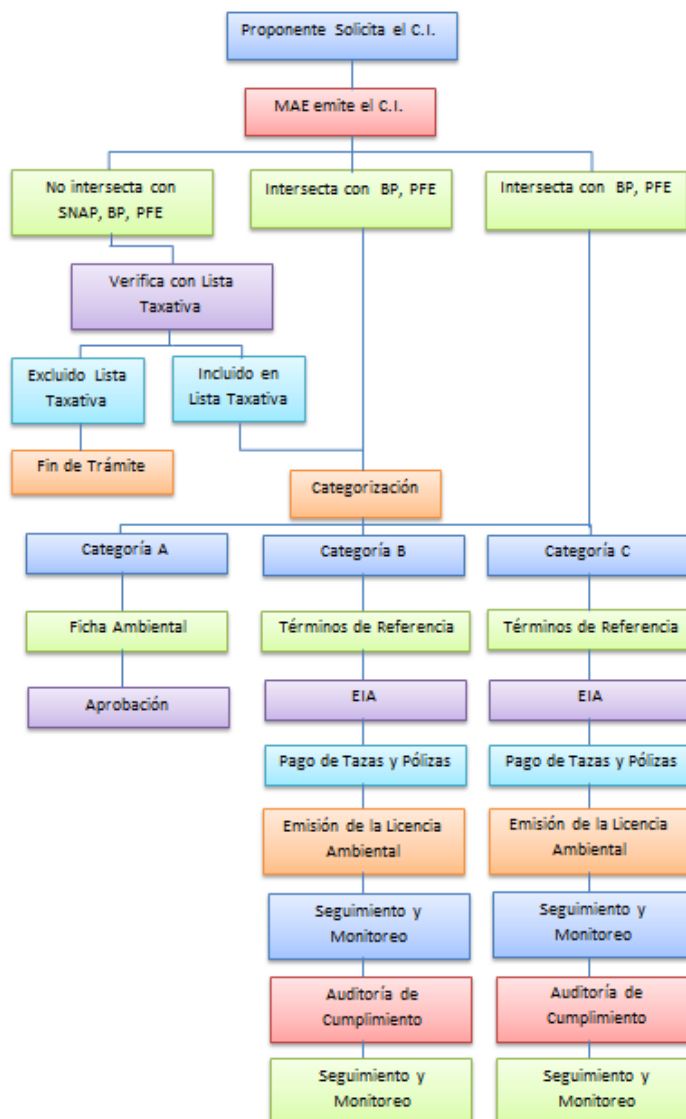 Proponente Solicita el C.I.
MAE emite el C.I.
No intersecta con
SNAP, BP, PFE
Intersecta con BP, PFE
Intersecta con BP, PFE
Verifica con Lista
Taxativa
Excluido Lista
Taxativa
Incluido en
Lista Taxativa
Fin de Trámite
Categorización
Categoría A
Categoría B
Categoría C
Ficha Ambiental
Términos de Referencia
Términos de Referencia
Aprobación
EIA
EIA
Pago de Tazas y Pólizas
Pago de Tazas y Pólizas
Emisión de la Licencia
Ambiental
Emisión de la Licencia
Ambiental
Seguimiento y
Monitoreo
Seguimiento y
Monitoreo
Auditoría de
Cumplimiento
Auditoría de
Cumplimiento
Seguimiento y
Monitoreo
Seguimiento y
Monitoreo